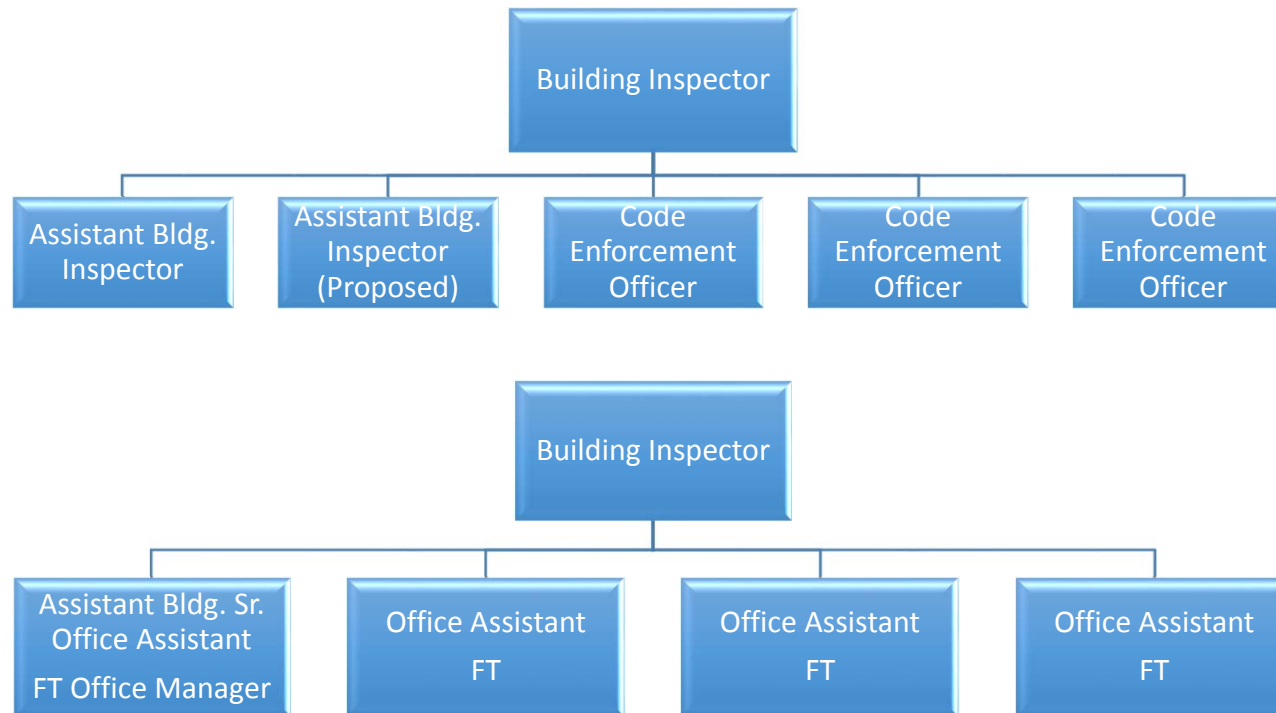 Building Inspector
Assistant Bldg.
Inspector
Assistant Bldg.
Inspector
(Proposed)
Code
Enforcement
Officer
Code
Enforcement
Officer
Code
Enforcement
Officer
Building Inspector
Assistant Bldg. Sr.
Office Assistant
FT Office Manager
Office Assistant
FT
Office Assistant
FT
Office Assistant
FT